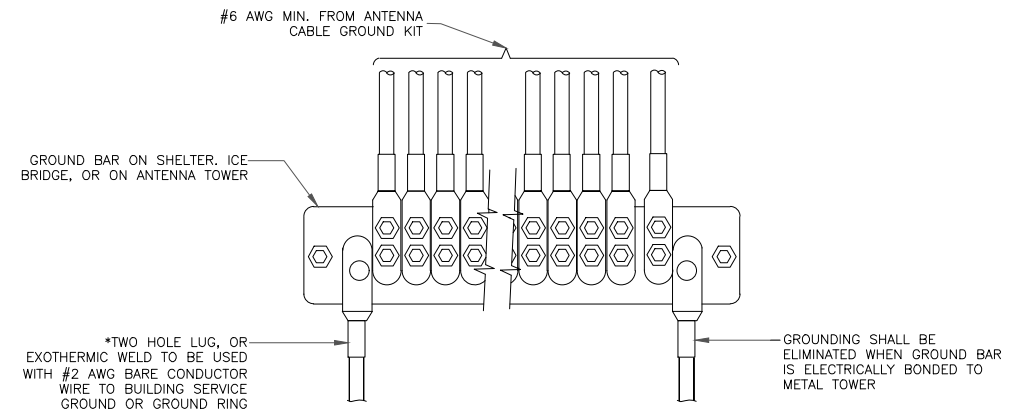 #6 AWG MIN. FROM ANTENNA
CABLE GROUND KIT
GROUND BAR ON SHELTER. ICE
BRIDGE, OR ON ANTENNA TOWER
*TWO HOLE LUG, OR
EXOTHERMIC WELD TO BE USED
WITH #2 AWG BARE CONDUCTOR
WIRE TO BUILDING SERVICE
GROUND OR GROUND RING
GROUNDING SHALL BE
ELIMINATED WHEN GROUND BAR
IS ELECTRICALLY BONDED TO
METAL TOWER